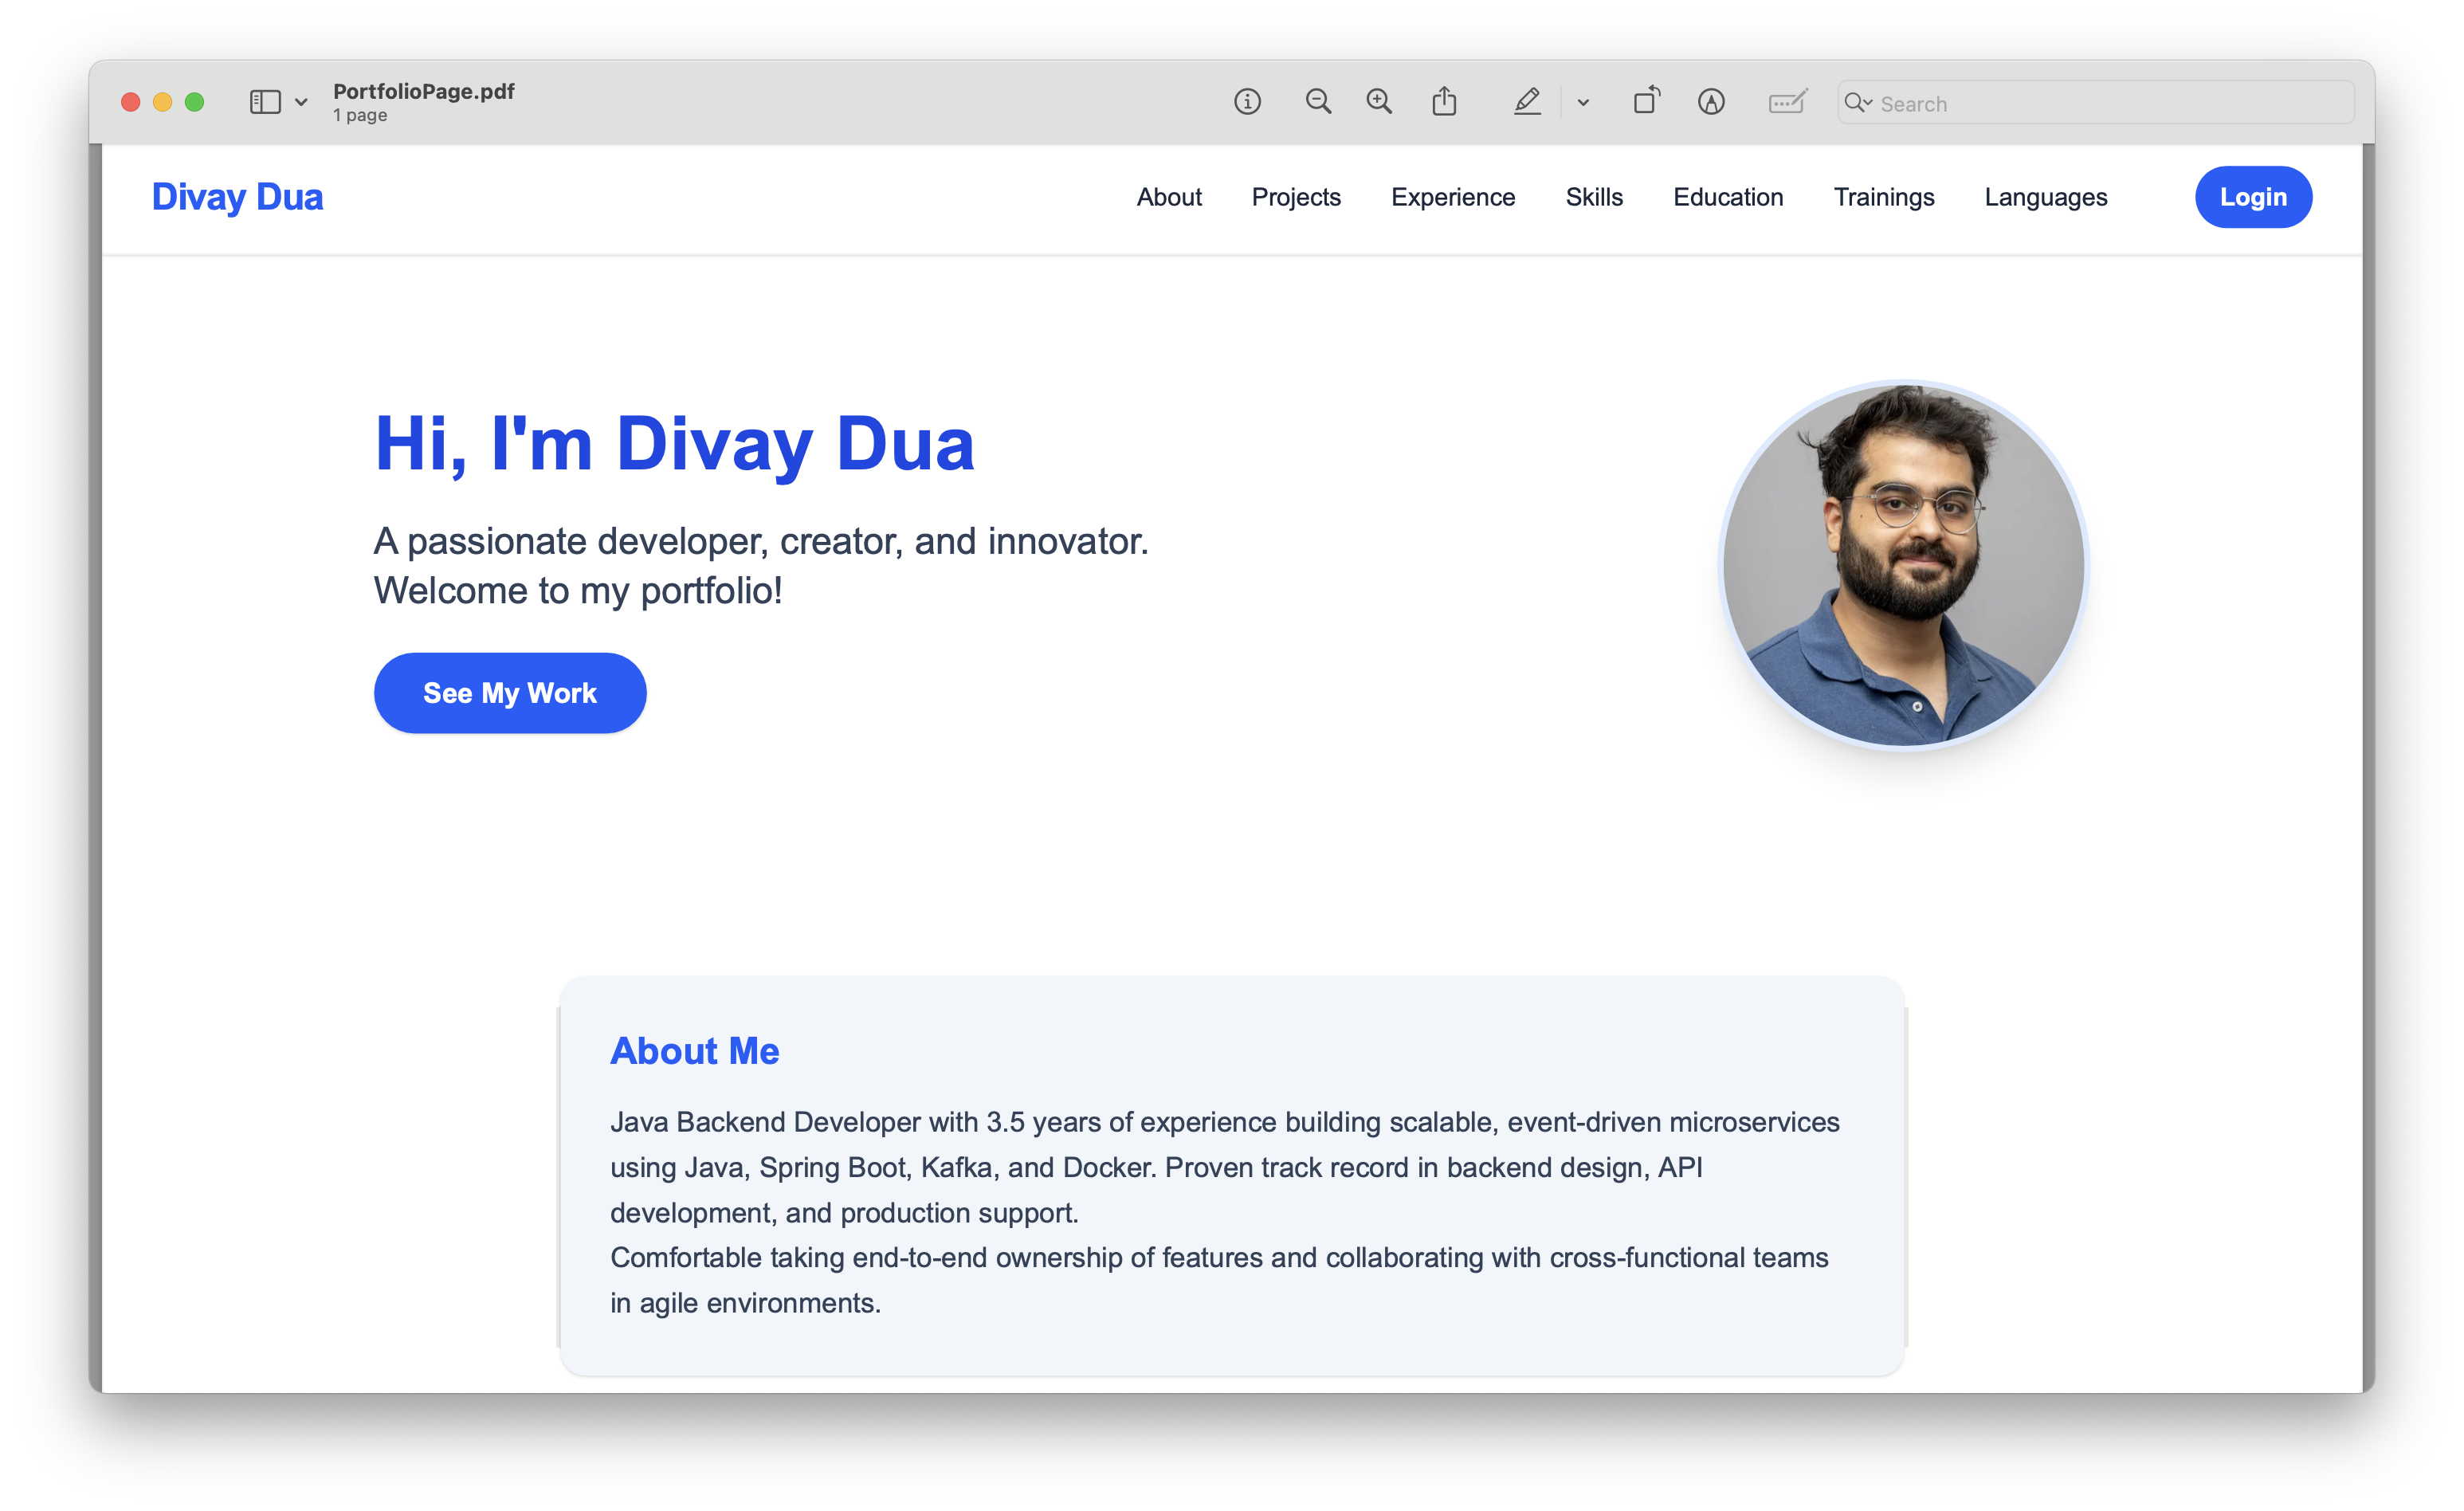 PortfolioPage.pdf
1 page
Search
Divay Dua
About Projects Experience Skills Education Trainings Languages Login
Hi, I'm Divay Dua
A passionate developer, creator, and innovator.
Welcome to my portfolio!
See My Work
About Me
Java Backend Developer with 3.5 years of experience building scalable, event-driven microservices
using Java, Spring Boot, Kafka, and Docker. Proven track record in backend design, API
development, and production support.
Comfortable taking end-to-end ownership of features and collaborating with cross-functional teams
in agile environments.